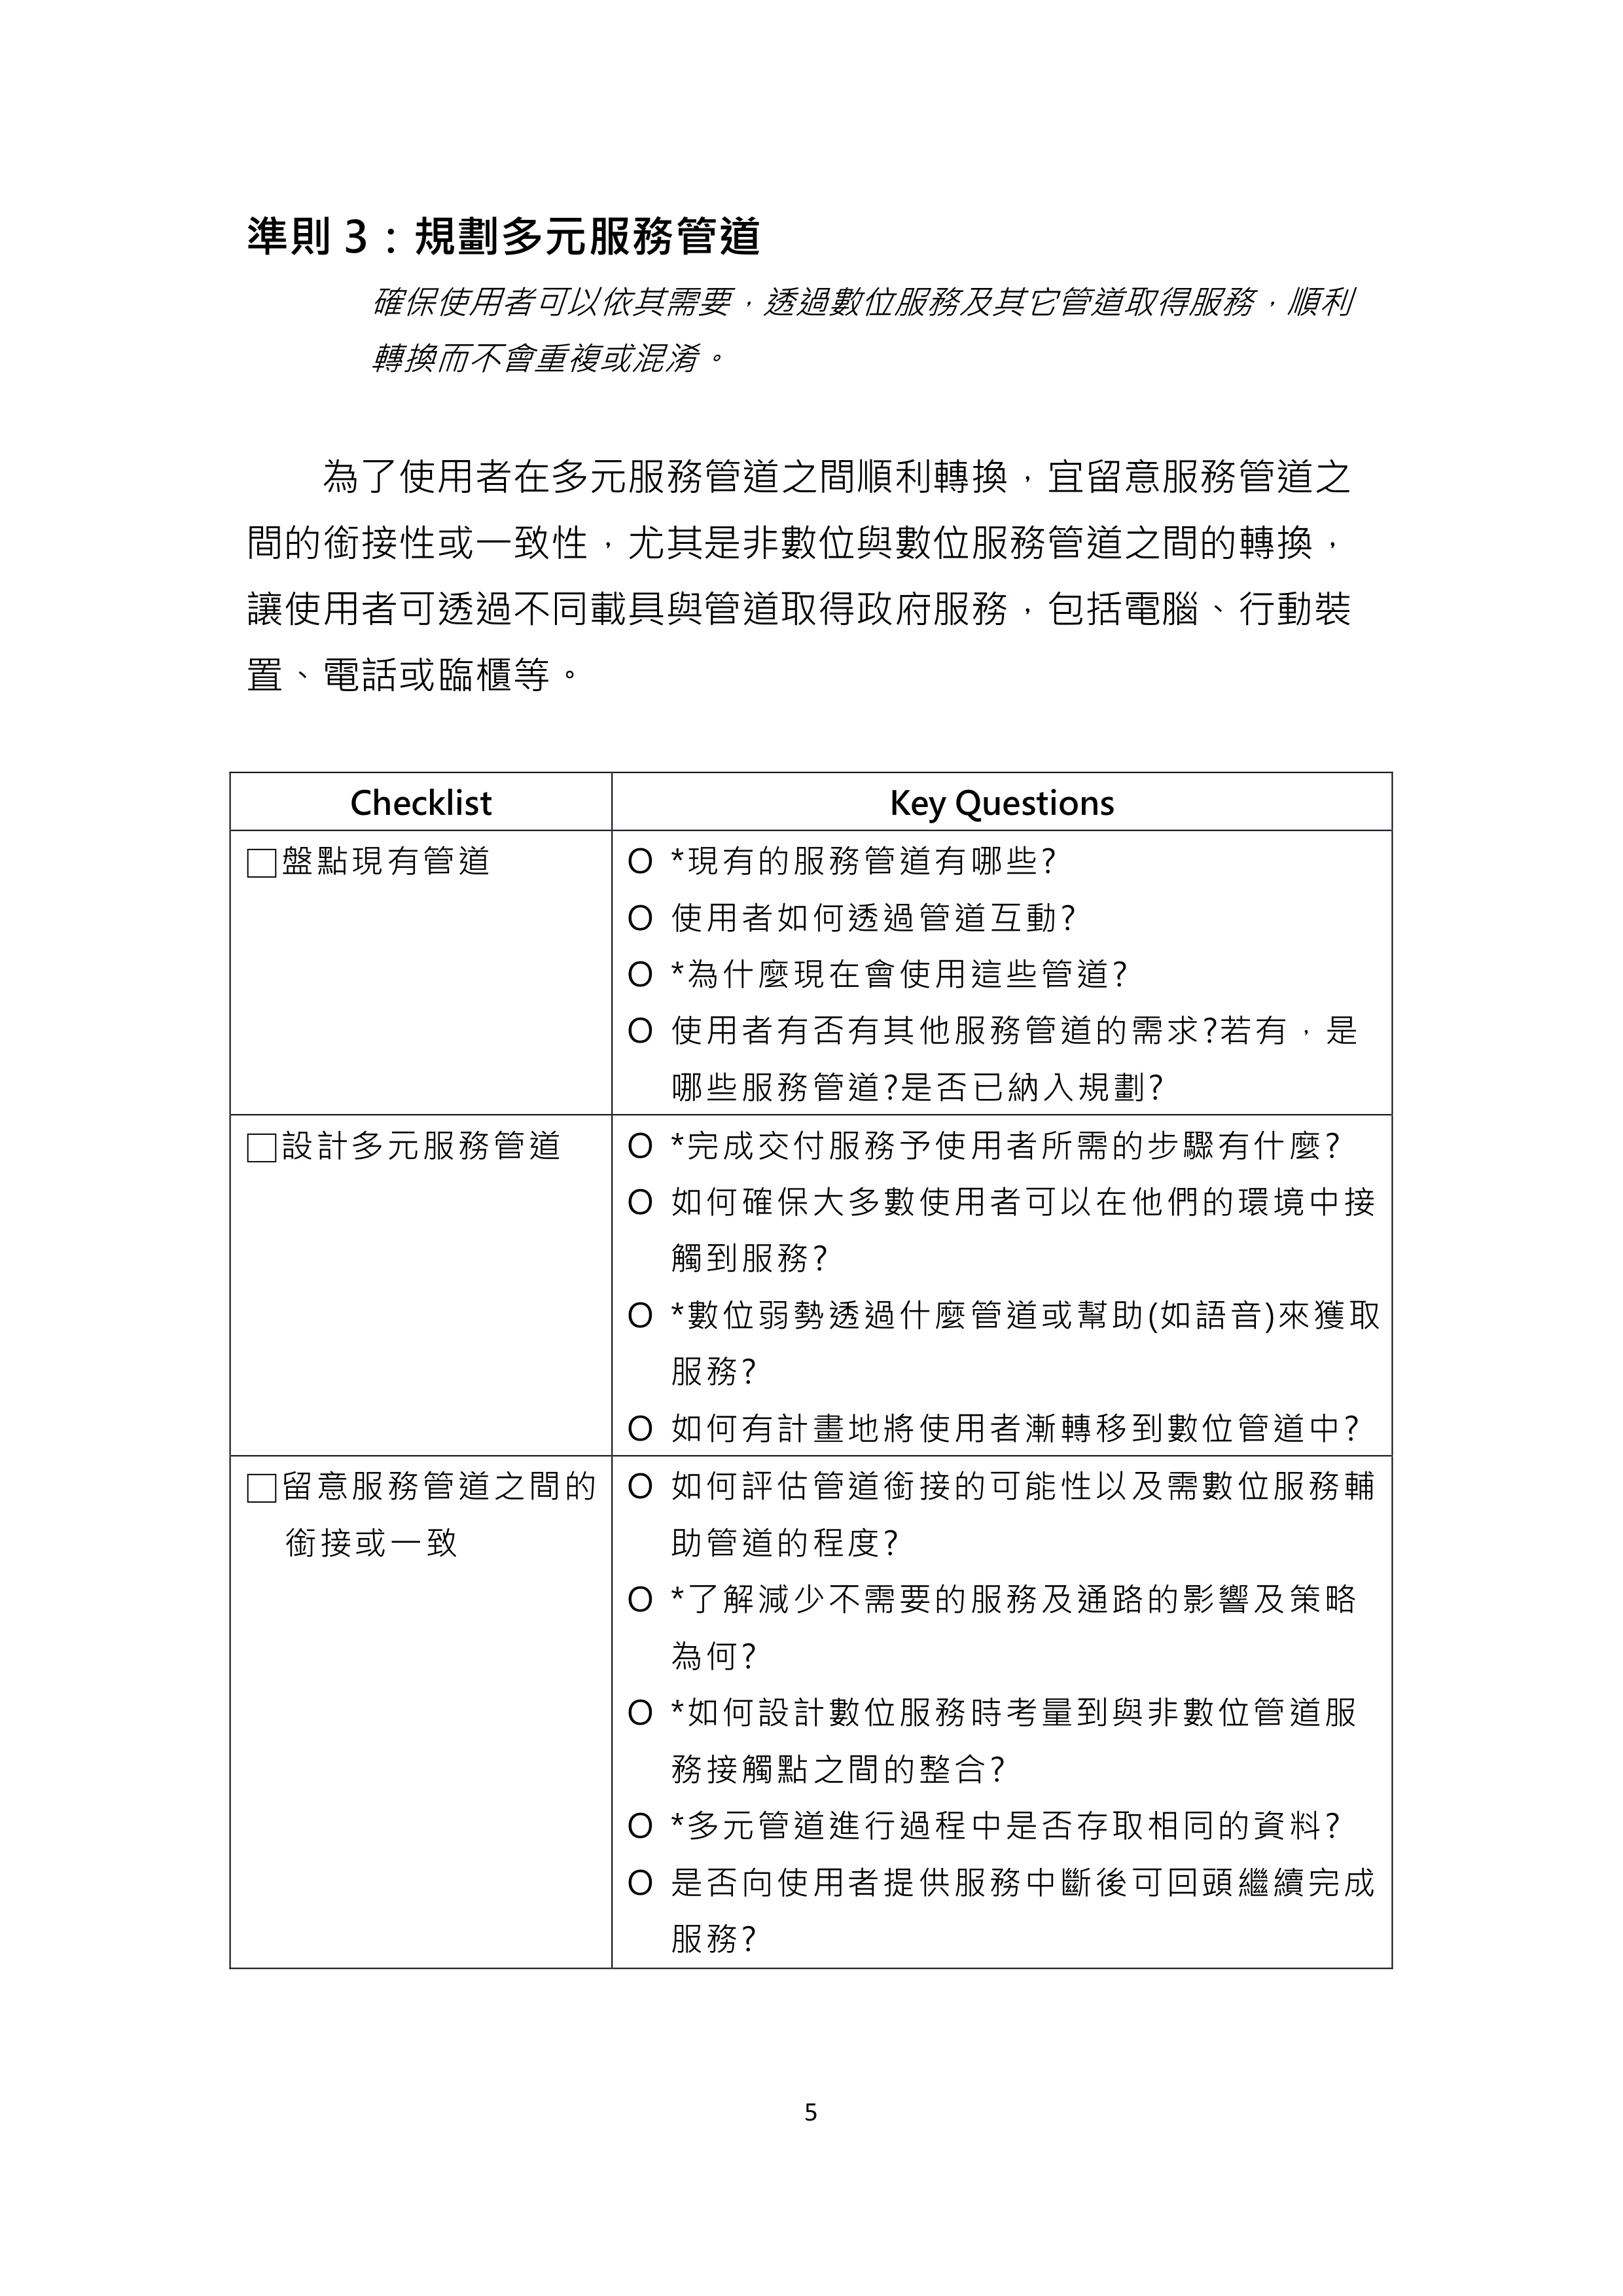 準則 3：規劃多元服務管道
確保使用者可以依其需要，透過數位服務及其它管道取得服務，順利
轉換而不會重複或混淆。
為了使用者在多元服務管道之間順利轉換，宜留意服務管道之
間的銜接性或一致性，尤其是非數位與數位服務管道之間的轉換，
讓使用者可透過不同載具與管道取得政府服務，包括電腦、行動裝
置、電話或臨櫃等。
Checklist
Key Questions
□盤點現有管道
O *現有的服務管道有哪些?
O 使用者如何透過管道互動?
O *為什麼現在會使用這些管道?
O 使用者有否有其他服務管道的需求?若有，是
哪些服務管道?是否已納入規劃?
□設計多元服務管道
O *完成交付服務予使用者所需的步驟有什麼?
O 如何確保大多數使用者可以在他們的環境中接
觸到服務?
O *數位弱勢透過什麼管道或幫助(如語音)來獲取
服務?
O 如何有計畫地將使用者漸轉移到數位管道中?
□留意服務管道之間的
銜接或一致
O 如何評估管道銜接的可能性以及需數位服務輔
助管道的程度?
O *了解減少不需要的服務及通路的影響及策略
為何?
O *如何設計數位服務時考量到與非數位管道服
務接觸點之間的整合?
O *多元管道進行過程中是否存取相同的資料?
O 是否向使用者提供服務中斷後可回頭繼續完成
服務?
5